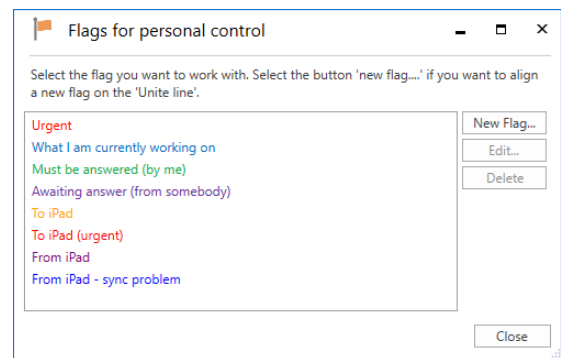 Flags for personal control
Select the flag you want to work with. Select the button 'new flag....' if you want to align
a new flag on the 'Unite line'.
Urgent
What I am currently working on
Must be answered (by me)
Awaiting answer (from somebody)
To iPad
To iPad (urgent)
From iPad
From iPad - sync problem
New Flag...
Edit...
Delete
Close